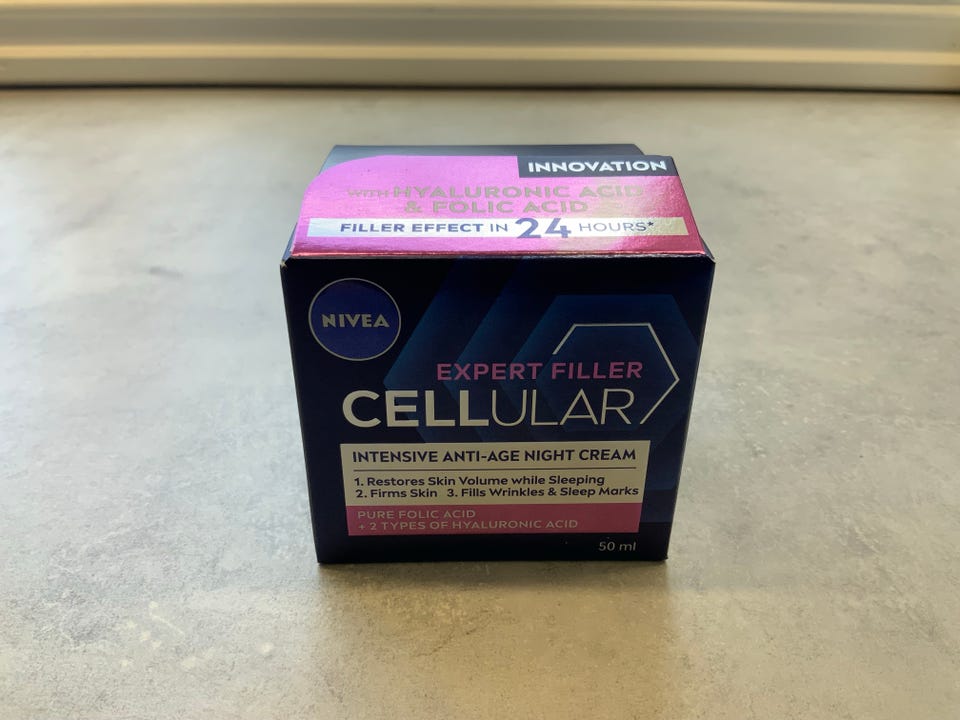 INNOVATION
WITH HYALURONIC ACID
& FOLIC ACID
FILLER EFFECT IN 24 HOURS*
NIVEA
EXPERT FILLER
CELLULAR
INTENSIVE ANTI-AGE NIGHT CREAM
1. Restores Skin Volume while Sleeping
2. Firms Skin 3. Fills Wrinkles & Sleep Marks
PURE FOLIC ACID
+ 2 TYPES OF HYALURONIC ACID
50 ml